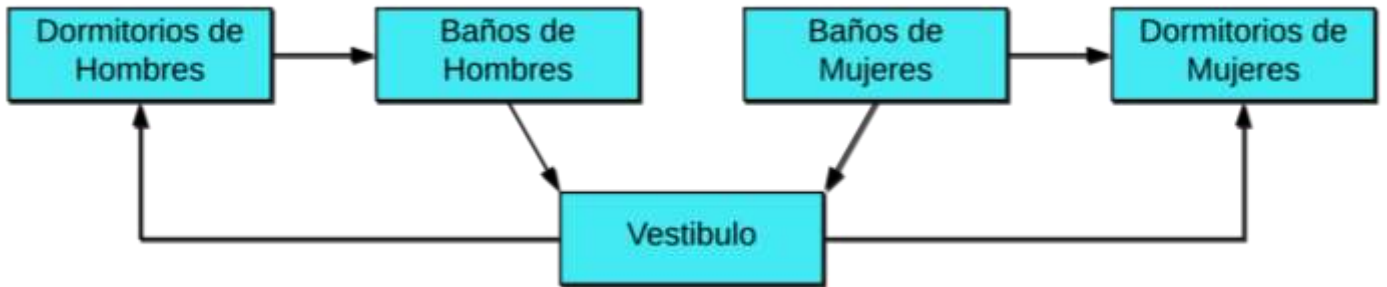 Dormitorios de
Hombres
Baños de
Hombres
Baños de
Mujeres
Dormitorios de
Mujeres
Vestibulo